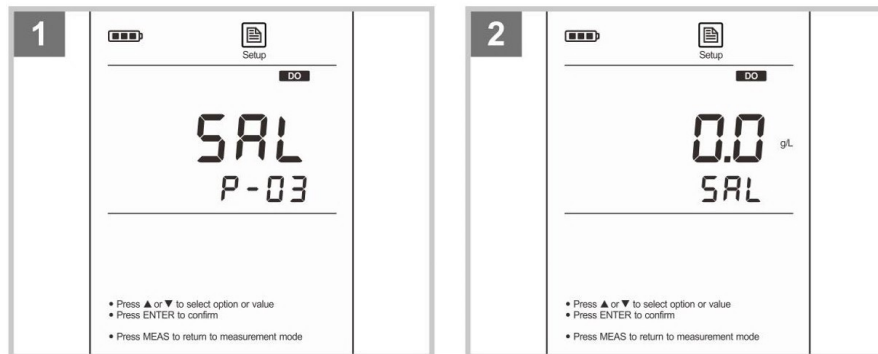 1
Setup
DO
SAL
P-03
• Press ▲ or ▼ to select option or value
• Press ENTER to confirm
• Press MEAS to return to measurement mode
2
Setup
DO
0.0 g/L
SAL
• Press ▲ or ▼ to select option or value
• Press ENTER to confirm
• Press MEAS to return to measurement mode